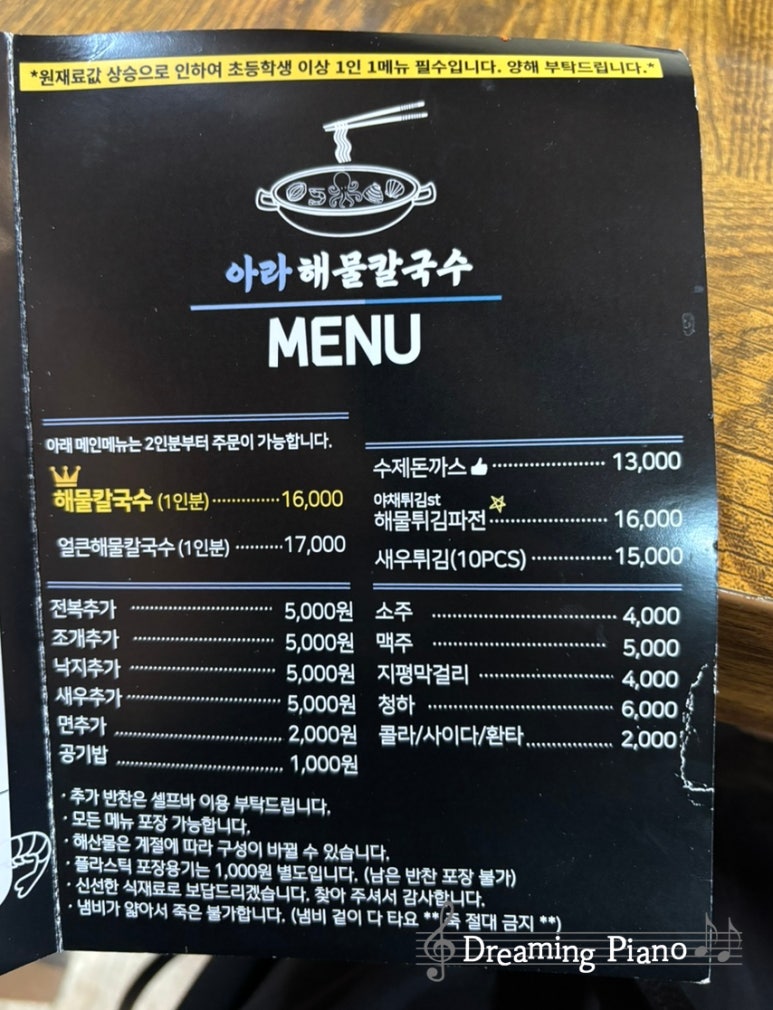 *원재료값 상승으로 인하여 초등학생 이상 1인 1메뉴 필수입니다. 양해 부탁드립니다.*
아라 해물칼국수
MENU
아래 메인메뉴는 2인분부터 주문이 가능합니다.
해물칼국수 (1인분) 16,000
얼큰해물칼국수 (1인분) 17,000
수제돈까스 13,000
야채튀김st
해물튀김파전 16,000
새우튀김(10PCS) 15,000
전복추가 5,000원
조개추가 5,000원
낙지추가 5,000원
새우추가 5,000원
면추가 2,000원
공기밥 1,000원
소주 4,000
맥주 5,000
지평막걸리 4,000
청하 6,000
콜라/사이다/환타 2,000
· 추가 반찬은 셀프바 이용 부탁드립니다.
· 모든 메뉴 포장 가능합니다.
· 해산물은 계절에 따라 구성이 바뀔 수 있습니다.
· 플라스틱 포장용기는 1,000원 별도입니다. (남은 반찬 포장 불가)
· 신선한 식재료로 보답드리겠습니다. 찾아 주셔서 감사합니다.
· 냄비가 얇아서 죽은 불가합니다. (냄비 겉이 다 타요 ** 죽 절대 금지 **)
Dreaming Piano